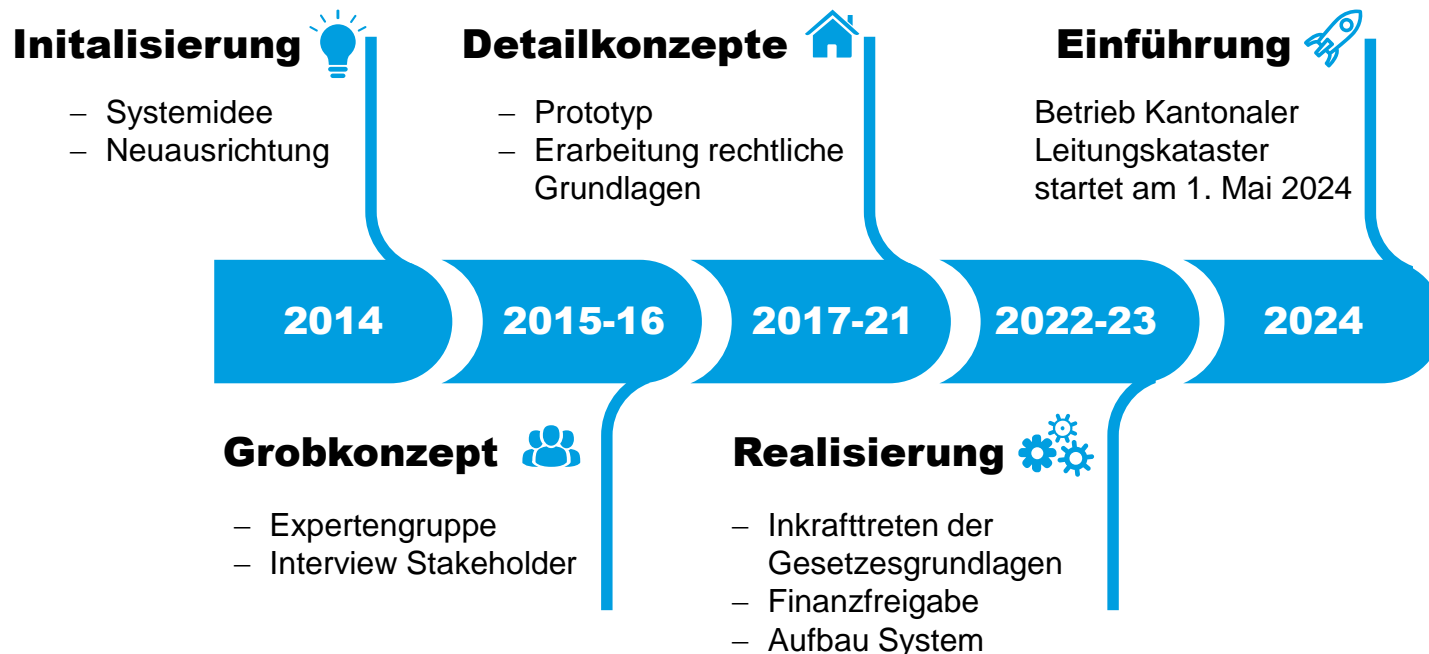 Initalisierung
– Systemidee
– Neuausrichtung
Detailkonzepte
– Prototyp
– Erarbeitung rechtliche
Grundlagen
Einführung
Betrieb Kantonaler
Leitungskataster
startet am 1. Mai 2024
2014
2015-16
2017-21
2022-23
2024
Grobkonzept
– Expertengruppe
– Interview Stakeholder
Realisierung
– Inkrafttreten der
Gesetzesgrundlagen
– Finanzfreigabe
– Aufbau System